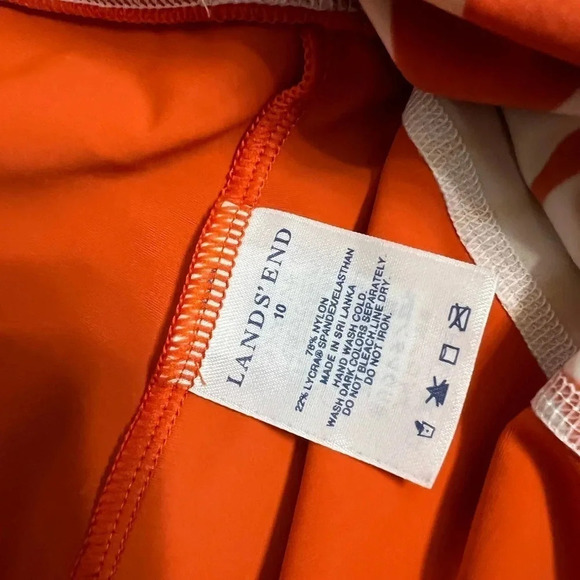 LANDS' END
10
78% NYLON
22% LYCRA® SPANDEX/ELASTHAN
MADE IN SRI LANKA
HAND WASH COLD.
WASH DARK COLORS SEPARATELY.
DO NOT BLEACH. LINE DRY.
DO NOT IRON.